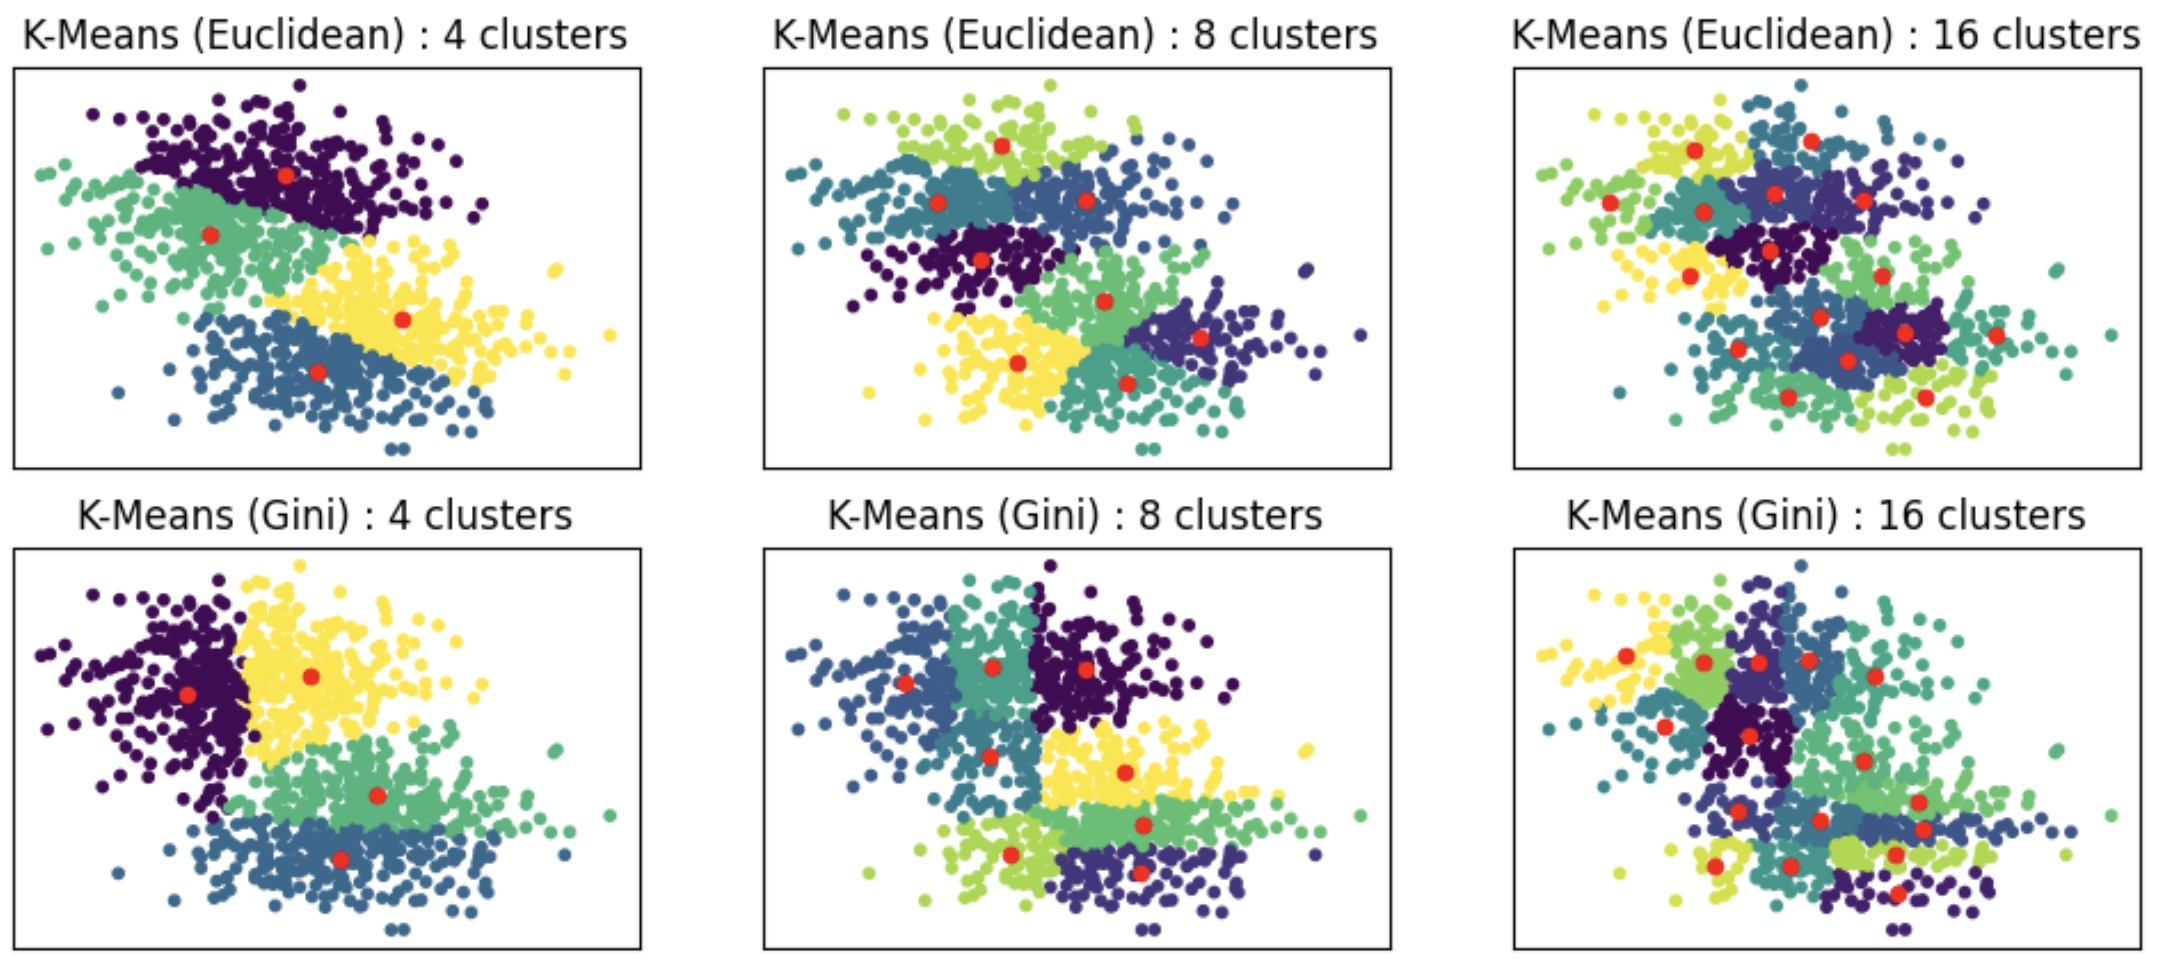 K-Means (Euclidean) : 4 clusters
K-Means (Euclidean) : 8 clusters
K-Means (Euclidean) : 16 clusters
K-Means (Gini) : 4 clusters
K-Means (Gini) : 8 clusters
K-Means (Gini) : 16 clusters